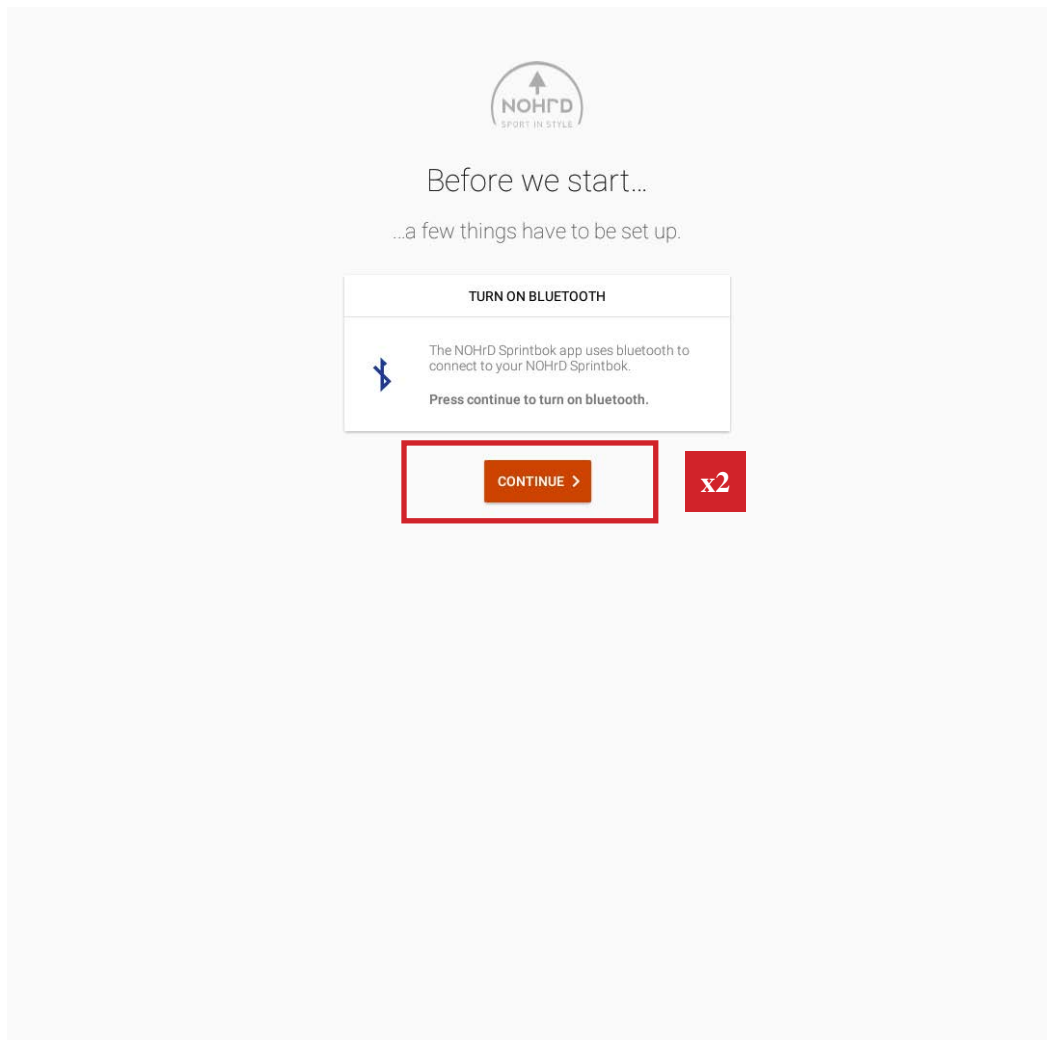 NOHrD
SPORT IN STYLE
Before we start...
...a few things have to be set up.
TURN ON BLUETOOTH
The NOHrD Sprintbok app uses bluetooth to
connect to your NOHrD Sprintbok.
Press continue to turn on bluetooth.
CONTINUE
x2